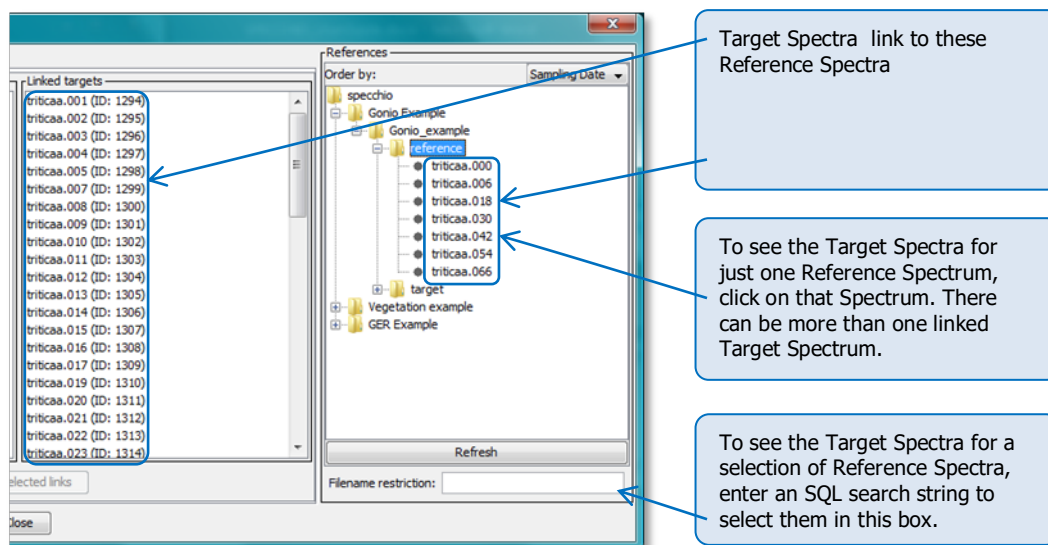 References
Order by:
Sampling Date
specchio
Gonio Example
Gonio_example
reference
triticaa.000
triticaa.006
triticaa.018
triticaa.030
triticaa.042
triticaa.054
triticaa.066
target
Vegetation example
GER Example
Refresh
Filename restriction:
Linked targets
triticaa.001 (ID: 1294)
triticaa.002 (ID: 1295)
triticaa.003 (ID: 1296)
triticaa.004 (ID: 1297)
triticaa.005 (ID: 1298)
triticaa.007 (ID: 1299)
triticaa.008 (ID: 1300)
triticaa.009 (ID: 1301)
triticaa.010 (ID: 1302)
triticaa.011 (ID: 1303)
triticaa.012 (ID: 1304)
triticaa.013 (ID: 1305)
triticaa.014 (ID: 1306)
triticaa.015 (ID: 1307)
triticaa.016 (ID: 1308)
triticaa.017 (ID: 1309)
triticaa.019 (ID: 1310)
triticaa.020 (ID: 1311)
triticaa.021 (ID: 1312)
triticaa.022 (ID: 1313)
triticaa.023 (ID: 1314)
elected links
Close
Target Spectra link to these
Reference Spectra
To see the Target Spectra for
just one Reference Spectrum,
click on that Spectrum. There
can be more than one linked
Target Spectrum.
To see the Target Spectra for a
selection of Reference Spectra,
enter an SQL search string to
select them in this box.